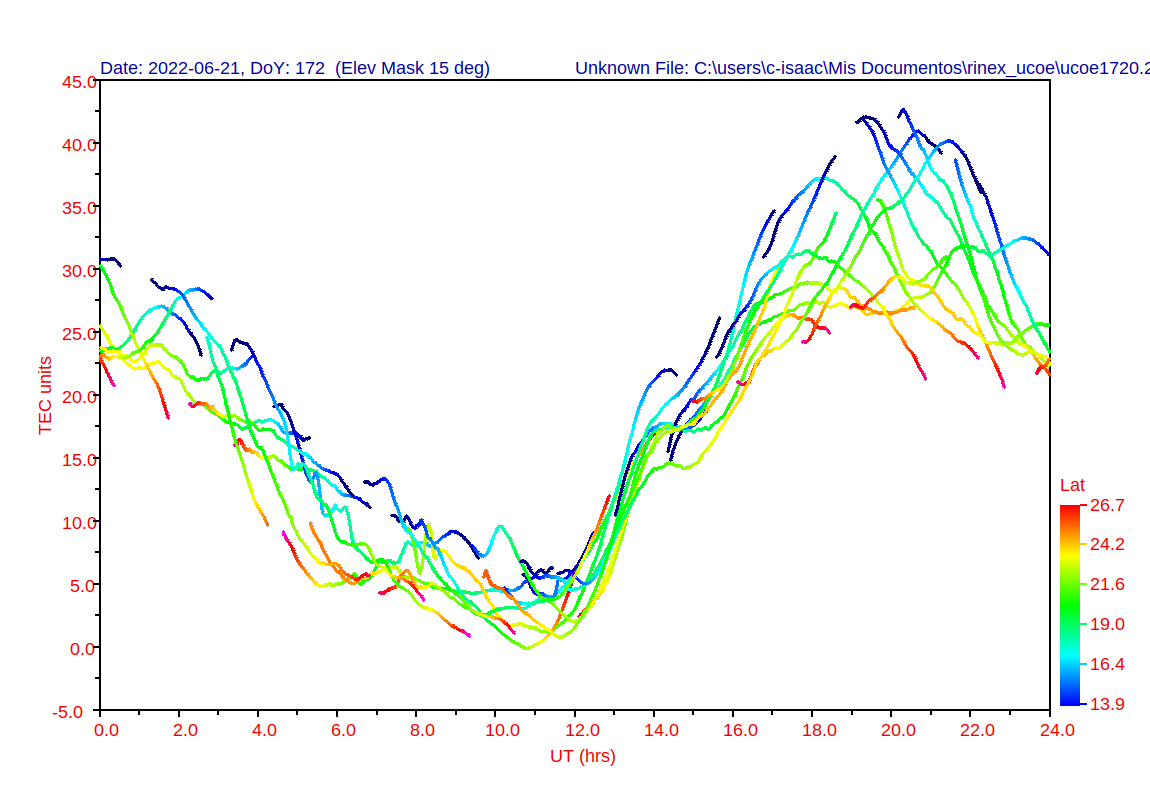 Date: 2022-06-21, DoY: 172  (Elev Mask 15 deg)
Unknown File: C:\users\c-isaac\Mis Documentos\rinex_ucoe\ucoe1720.2
45.0
40.0
35.0
30.0
25.0
20.0
15.0
10.0
5.0
0.0
-5.0
TEC units
0.0 2.0 4.0 6.0 8.0 10.0 12.0 14.0 16.0 18.0 20.0 22.0 24.0
UT (hrs)
Lat
26.7
24.2
21.6
19.0
16.4
13.9